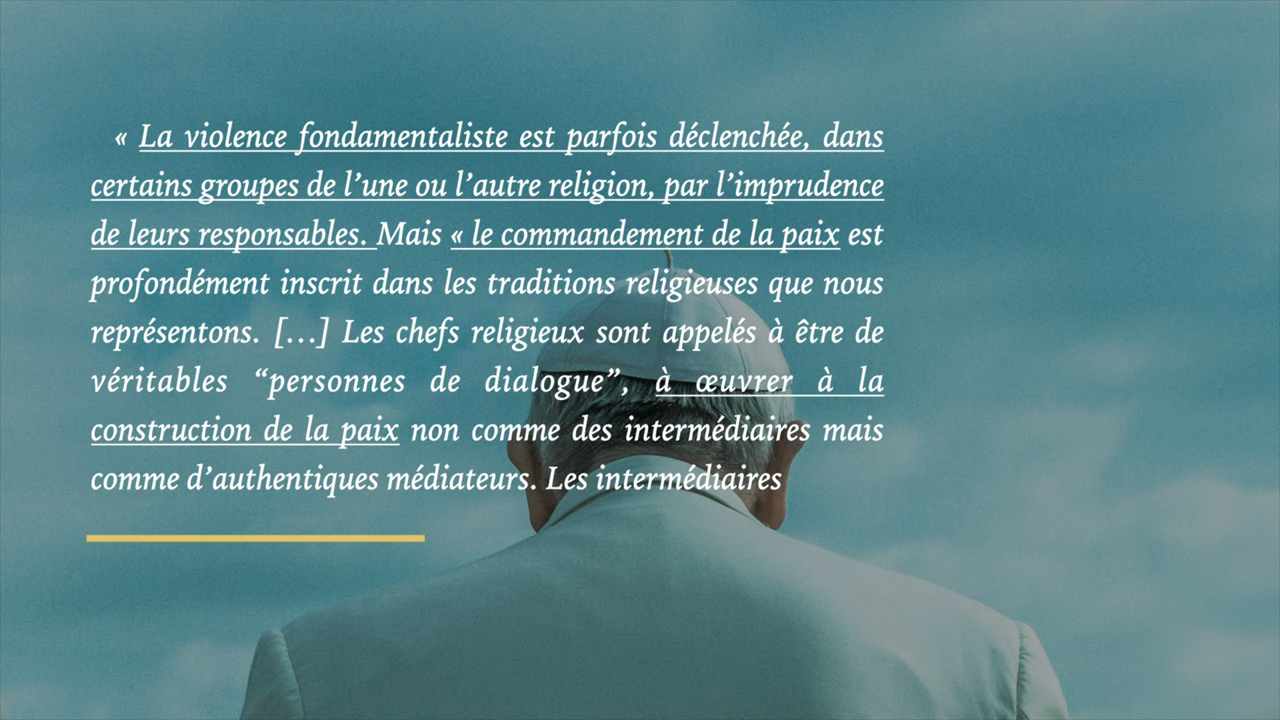 « La violence fondamentaliste est parfois déclenchée, dans
certains groupes de l’une ou l’autre religion, par l’imprudence
de leurs responsables. Mais « le commandement de la paix est
profondément inscrit dans les traditions religieuses que nous
représentons. […] Les chefs religieux sont appelés à être de
véritables “personnes de dialogue”, à œuvrer à la
construction de la paix non comme des intermédiaires mais
comme d’authentiques médiateurs. Les intermédiaires